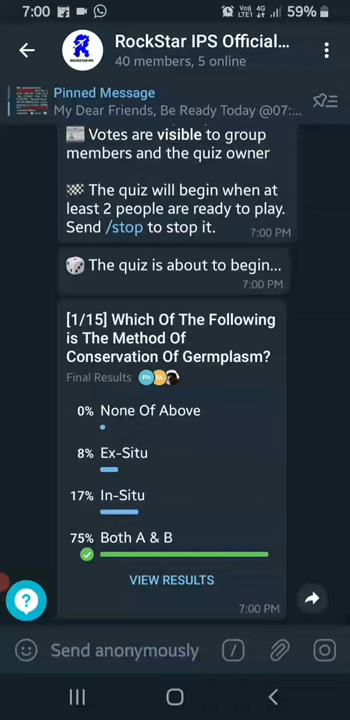 7:00 59%
RockStar IPS Official...
40 members, 5 online
ROCKSTAR IPS
Pinned Message
My Dear Friends, Be Ready Today @07:...
Votes are visible to group
members and the quiz owner
The quiz will begin when at
least 2 people are ready to play.
Send /stop to stop it. 7:00 PM
The quiz is about to begin...
7:00 PM
[1/15] Which Of The Following
is The Method Of
Conservation Of Germplasm?
Final Results PH
0% None Of Above
8% Ex-Situ
17% In-Situ
75% Both A & B
VIEW RESULTS
7:00 PM
Send anonymously